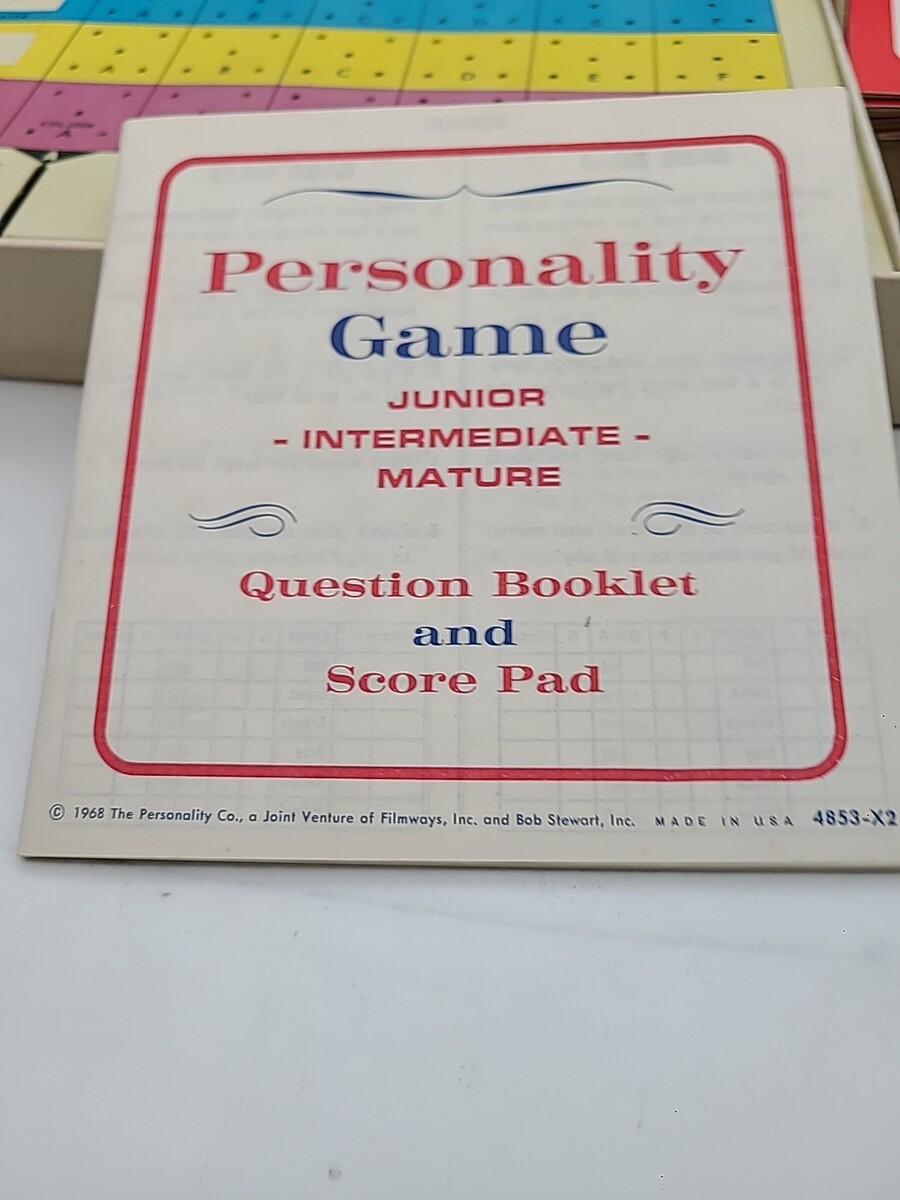 C D E F
A B C D E F
A
Personality
Game
JUNIOR
- INTERMEDIATE -
MATURE
Question Booklet
and
Score Pad
© 1968 The Personality Co., a Joint Venture of Filmways, Inc. and Bob Stewart, Inc. MADE IN USA 4853-X2